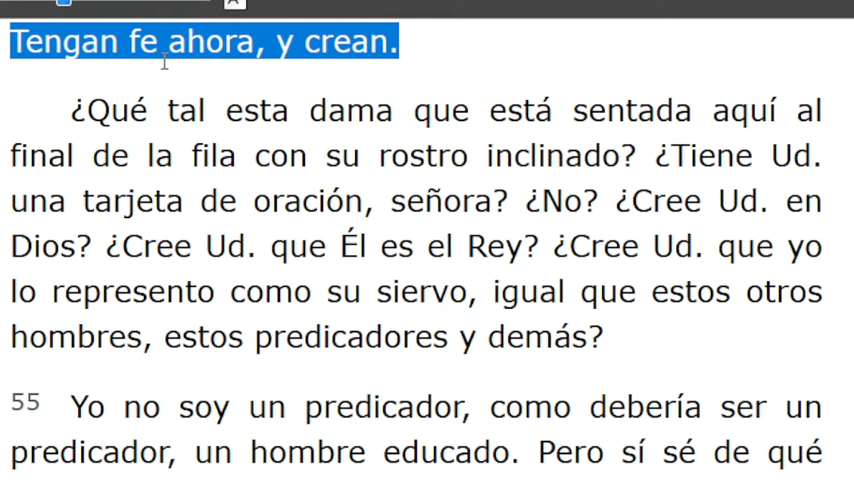 Tengan fe ahora, y crean.
¿Qué tal esta dama que está sentada aquí al
final de la fila con su rostro inclinado? ¿Tiene Ud.
una tarjeta de oración, señora? ¿No? ¿Cree Ud. en
Dios? ¿Cree Ud. que Él es el Rey? ¿Cree Ud. que yo
lo represento como su siervo, igual que estos otros
hombres, estos predicadores y demás?
55 Yo no soy un predicador, como debería ser un
predicador, un hombre educado. Pero sí sé de qué